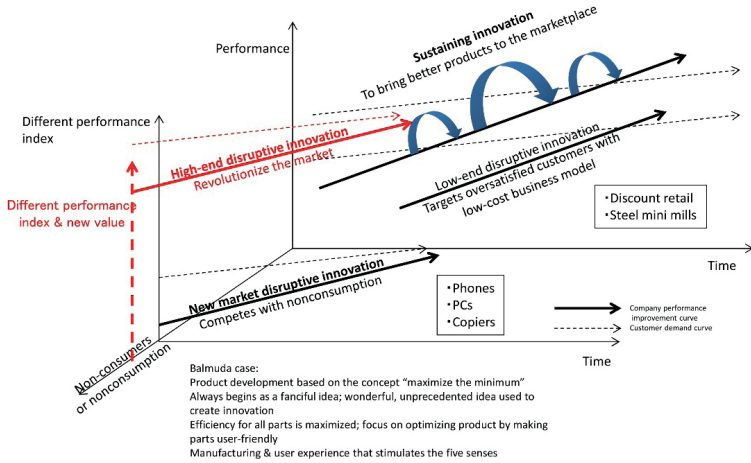 Performance
Sustaining innovation
To bring better products to the marketplace
Different performance
index
High-end disruptive innovation
Revolutionize the market
Low-end disruptive innovation
Targets oversatisfied customers with
low-cost business model
Different performance
index & new value
・Discount retail
・Steel mini mills
Time
New market disruptive innovation
Competes with nonconsumption
・Phones
・PCs
・Copiers
Company performance
improvement curve
Customer demand curve
Time
Non-consumers
or nonconsumption
Balmuda case:
Product development based on the concept “maximize the minimum”
Always begins as a fanciful idea; wonderful, unprecedented idea used to
create innovation
Efficiency for all parts is maximized; focus on optimizing product by making
parts user-friendly
Manufacturing & user experience that stimulates the five senses